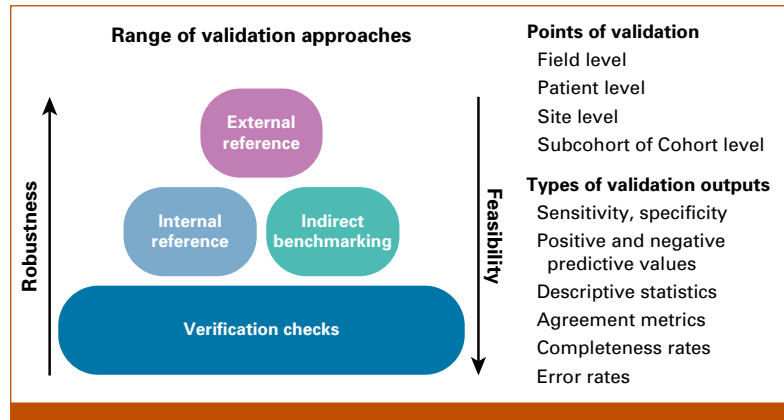 Range of validation approaches
Robustness
External
reference
Internal
reference
Indirect
benchmarking
Verification checks
Feasibility
Points of validation
Field level
Patient level
Site level
Subcohort of Cohort level
Types of validation outputs
Sensitivity, specificity
Positive and negative
predictive values
Descriptive statistics
Agreement metrics
Completeness rates
Error rates